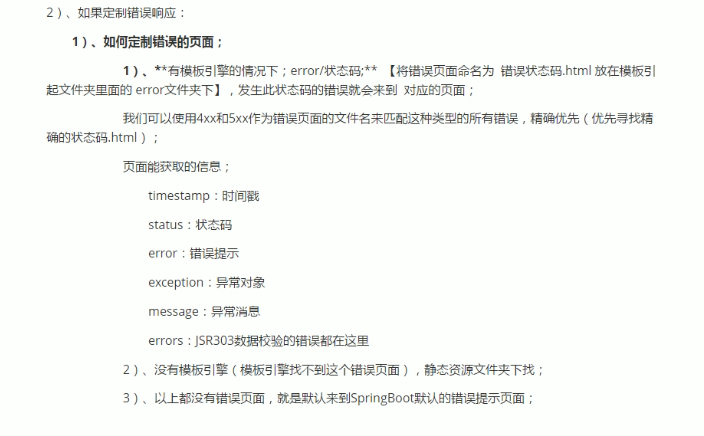 2）、如果定制错误响应：
1）、如何定制错误的页面；
1）、**有模板引擎的情况下；error/状态码;** 【将错误页面命名为 错误状态码.html 放在模板引
起文件夹里面的 error文件夹下】，发生此状态码的错误就会来到 对应的页面；
我们可以使用4xx和5xx作为错误页面的文件名来匹配这种类型的所有错误，精确优先（优先寻找精
确的状态码.html）；
页面能获取的信息；
timestamp：时间戳
status：状态码
error：错误提示
exception：异常对象
message：异常消息
errors：JSR303数据校验的错误都在这里
2）、没有模板引擎（模板引擎找不到这个错误页面），静态资源文件夹下找；
3）、以上都没有错误页面，就是默认来到SpringBoot默认的错误提示页面；